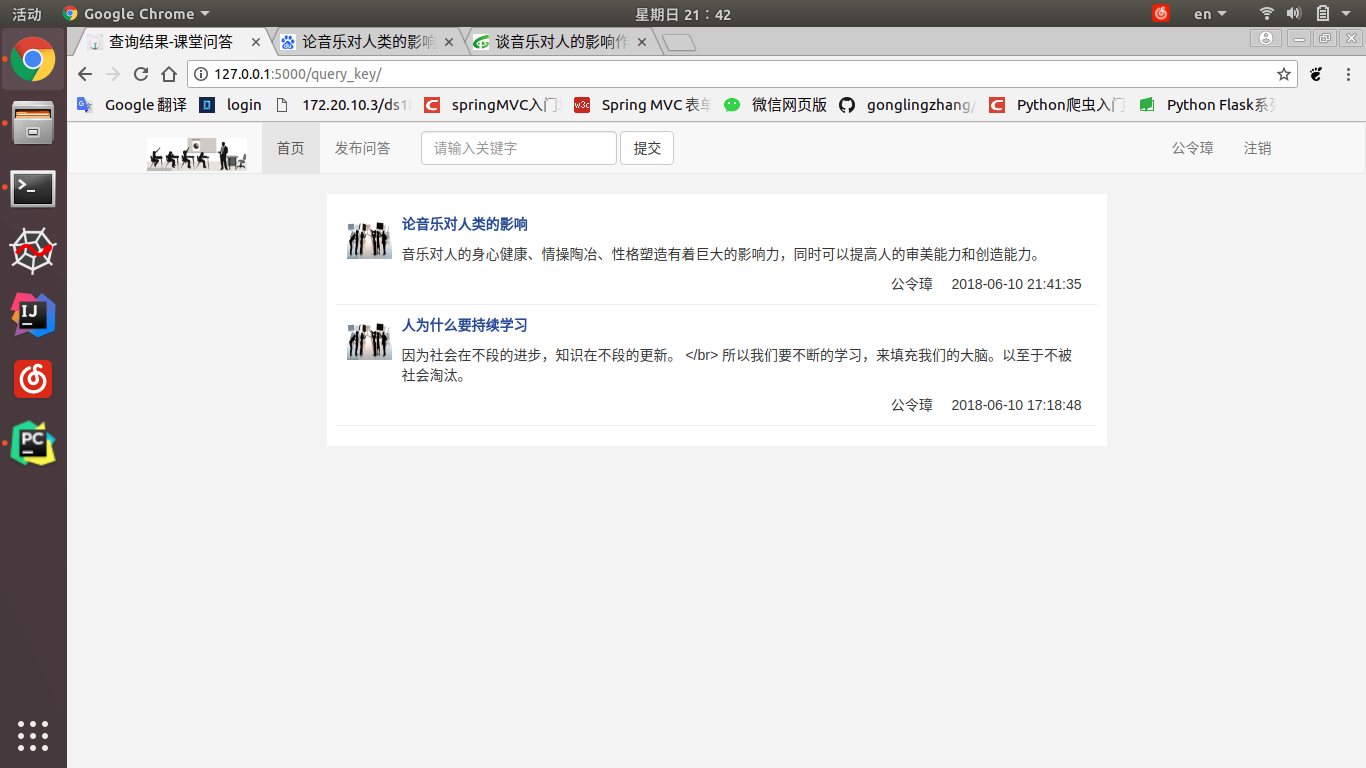 活动 Google Chrome 星期日 21：42 en
查询结果-课堂问答 论音乐对人类的影响 谈音乐对人的影响作
127.0.0.1:5000/query_key/
Google 翻译 login 172.20.10.3/ds1 springMVC入门 Spring MVC 表单 微信网页版 gonglingzhang/ Python爬虫入门 Python Flask系列
首页 发布问答 请输入关键字 提交 公令璋 注销
论音乐对人类的影响
音乐对人的身心健康、情操陶冶、性格塑造有着巨大的影响力，同时可以提高人的审美能力和创造能力。
公令璋 2018-06-10 21:41:35
人为什么要持续学习
因为社会在不段的进步，知识在不段的更新。 </br> 所以我们要不断的学习，来填充我们的大脑。以至于不被
社会淘汰。
公令璋 2018-06-10 17:18:48